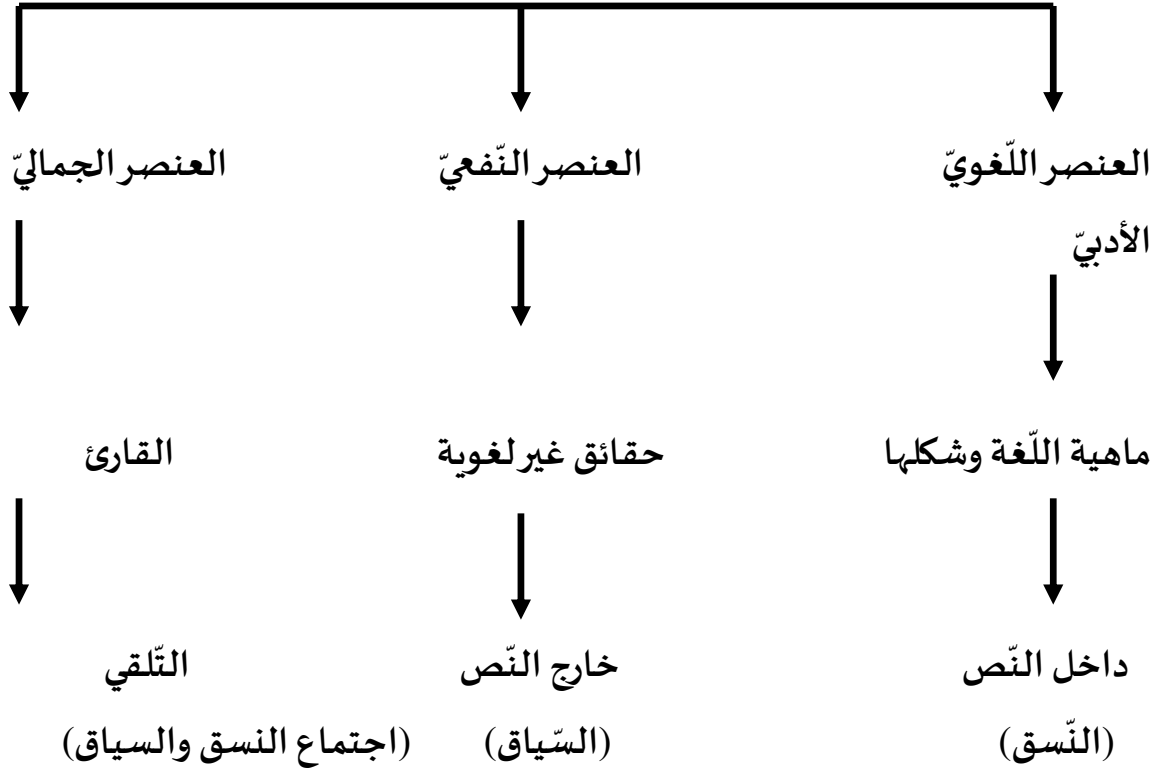 العنصر اللّغويّ العنصر النّفعيّ العنصر الجماليّ
الأدبيّ
ماهية اللّغة وشكلها حقائق غير لغوية القارئ
داخل النّص خارج النّص التّلقي
(النّسق) (السّياق) (اجتماع النسق والسياق)